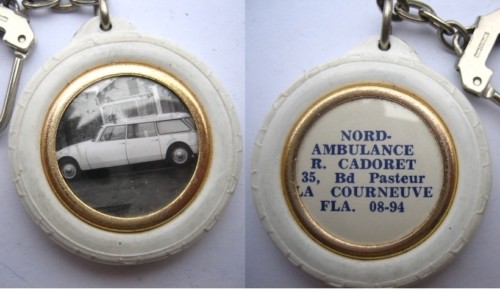 NORD-
AMBULANCE
R. CADORET
35, Bd Pasteur
LA COURNEUVE
FLA. 08-94